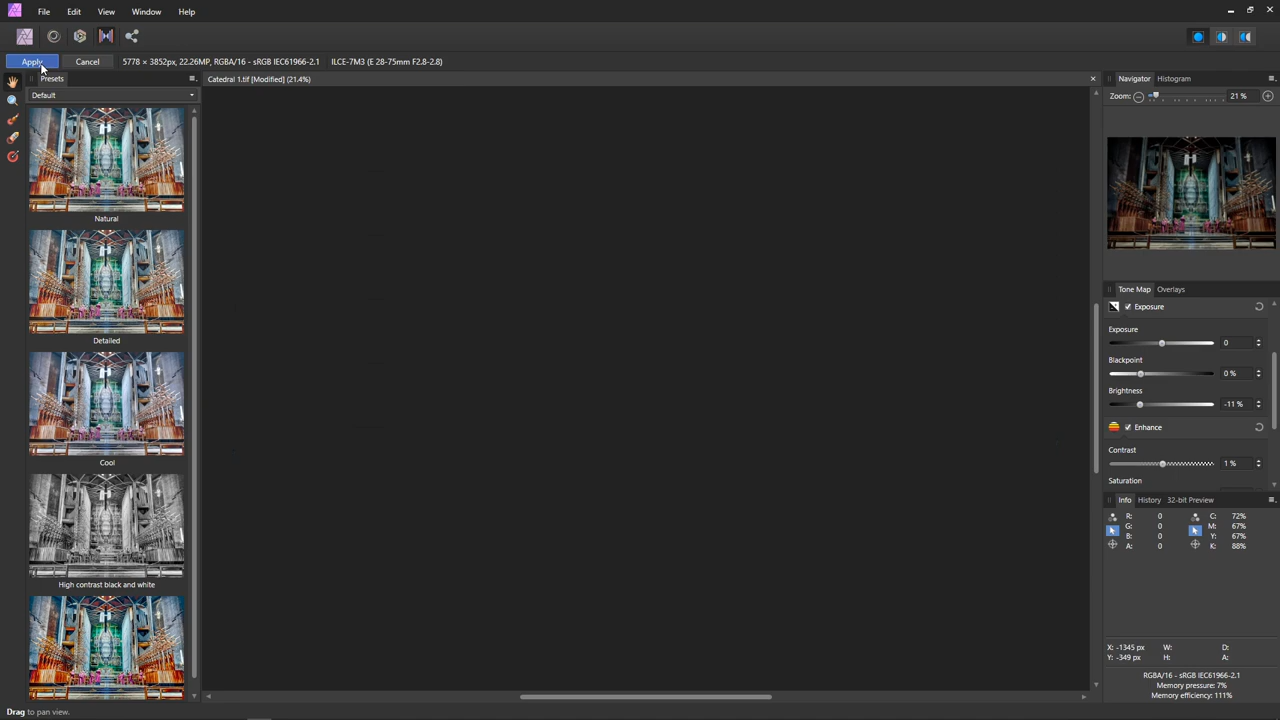 File Edit View Window Help
Apply Cancel 5778 × 3852px, 22.26MP, RGBA/16 - sRGB IEC61966-2.1 ILCE-7M3 (E 28-75mm F2.8-2.8)
Presets
Catedral 1.tif [Modified] (21.4%)
Default
Natural
Detailed
Cool
High contrast black and white
Navigator Histogram
Zoom: 21 %
Tone Map Overlays
Exposure
Exposure
0
Blackpoint
0 %
Brightness
-11 %
Enhance
Contrast
1 %
Saturation
Info History 32-bit Preview
R: 0 C: 72%
G: 0 M: 67%
B: 0 Y: 67%
A: 0 K: 88%
X: -1345 px W: D:
Y: -349 px H: A:
RGBA/16 - sRGB IEC61966-2.1
Memory pressure: 7%
Memory efficiency: 111%
Drag to pan view.